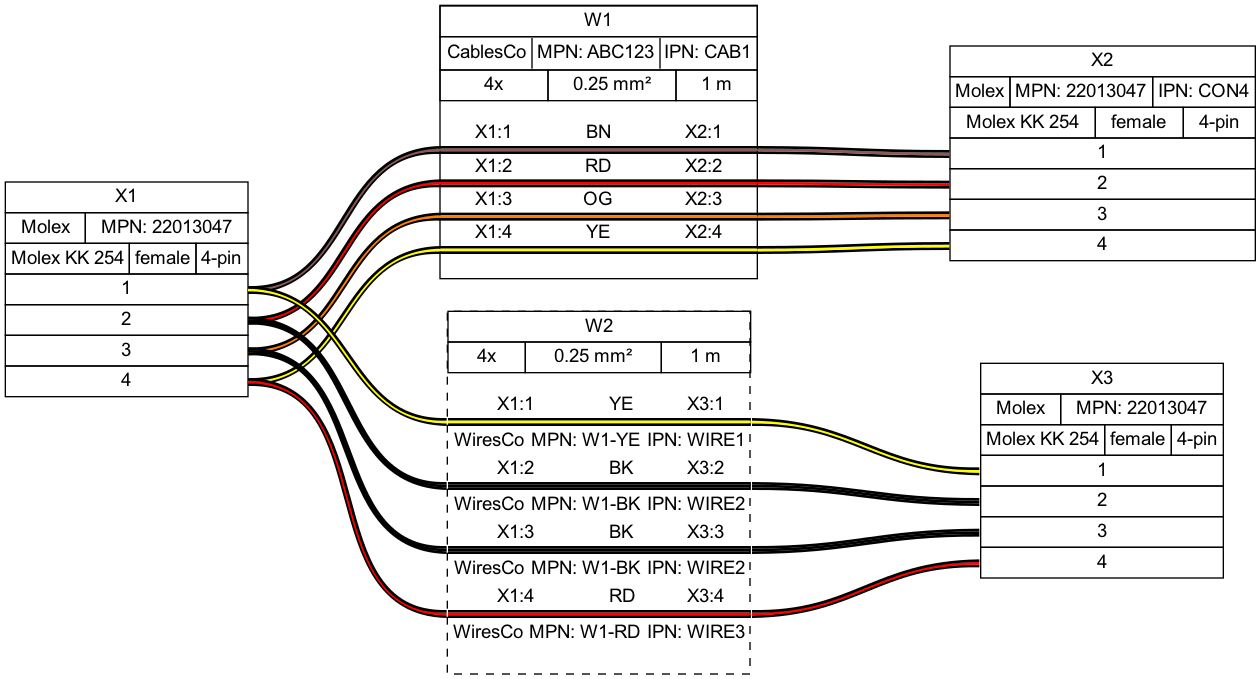 X1
Molex MPN: 22013047
Molex KK 254 female 4-pin
1
2
3
4
W1
CablesCo MPN: ABC123 IPN: CAB1
4x 0.25 mm² 1 m
X1:1 BN X2:1
X1:2 RD X2:2
X1:3 OG X2:3
X1:4 YE X2:4
W2
4x 0.25 mm² 1 m
X1:1 YE X3:1
WiresCo MPN: W1-YE IPN: WIRE1
X1:2 BK X3:2
WiresCo MPN: W1-BK IPN: WIRE2
X1:3 BK X3:3
WiresCo MPN: W1-BK IPN: WIRE2
X1:4 RD X3:4
WiresCo MPN: W1-RD IPN: WIRE3
X2
Molex MPN: 22013047 IPN: CON4
Molex KK 254 female 4-pin
1
2
3
4
X3
Molex MPN: 22013047
Molex KK 254 female 4-pin
1
2
3
4